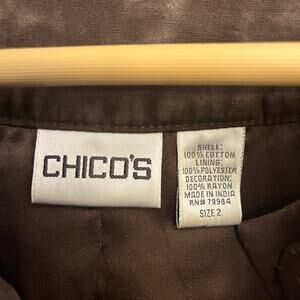 CHICO'S
SHELL:
100% COTTON
LINING:
100% POLYESTER
DECORATION:
100% RAYON
MADE IN INDIA
RN# 79984
SIZE 2